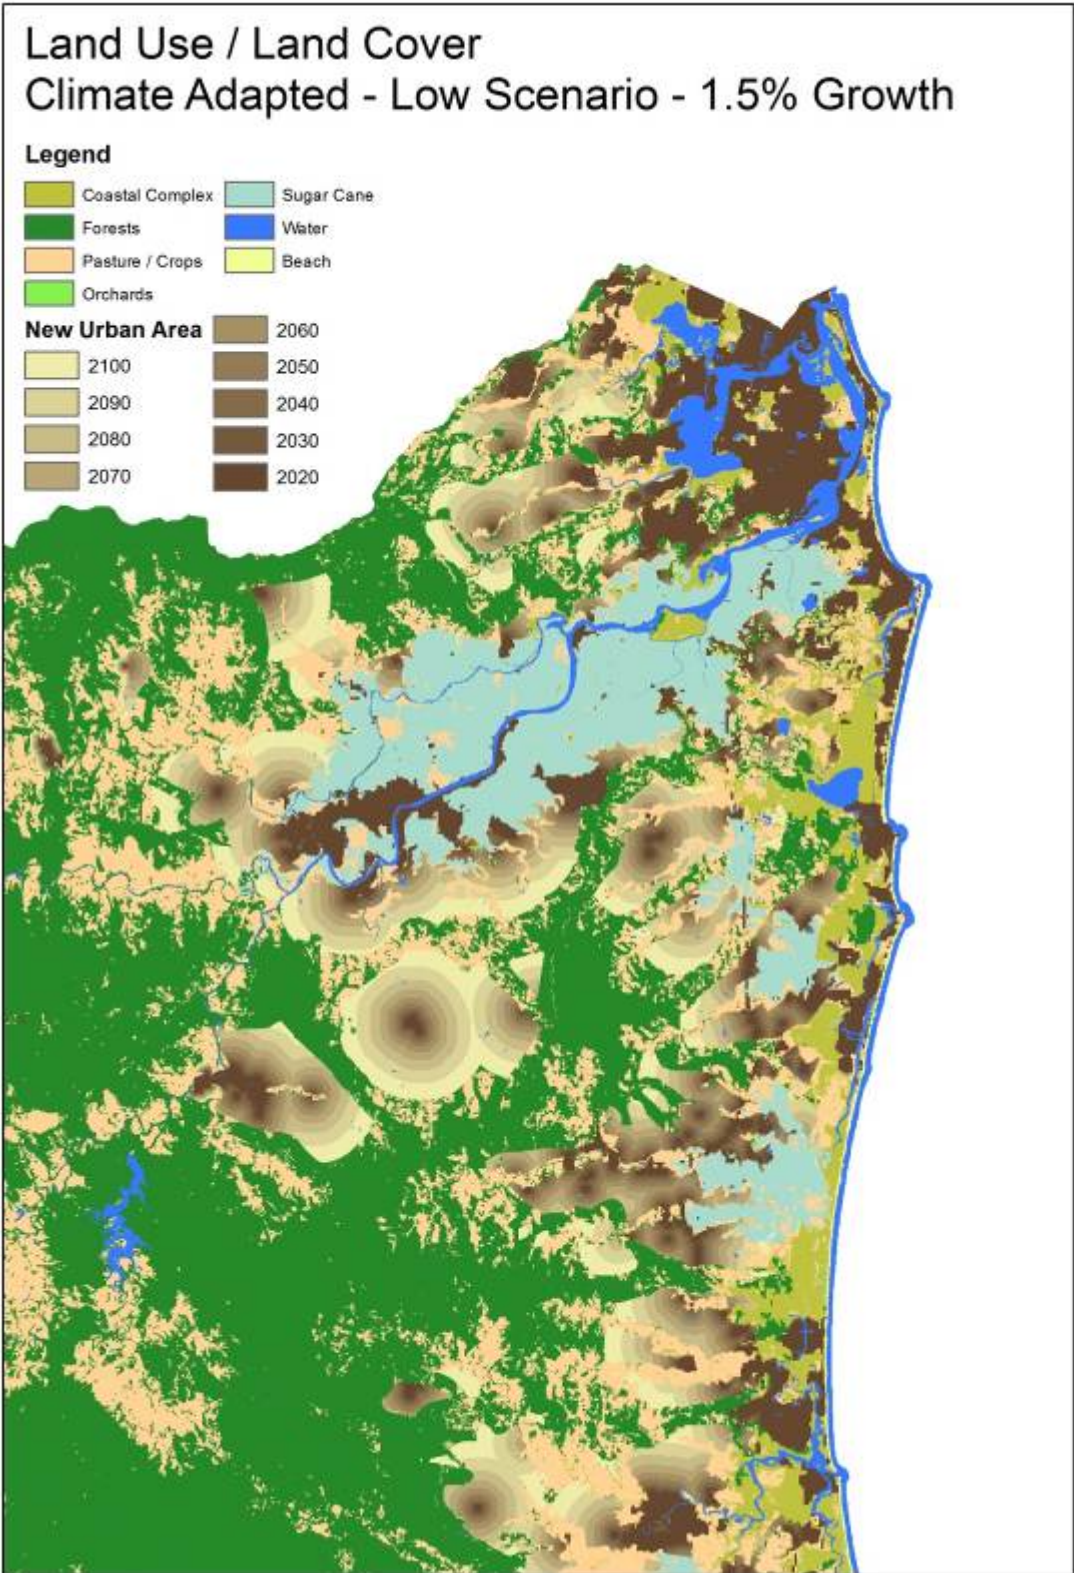 Land Use / Land Cover
Climate Adapted - Low Scenario - 1.5% Growth
Legend
Coastal Complex
Forests
Pasture / Crops
Orchards
Sugar Cane
Water
Beach
New Urban Area
2100
2090
2080
2070
2060
2050
2040
2030
2020